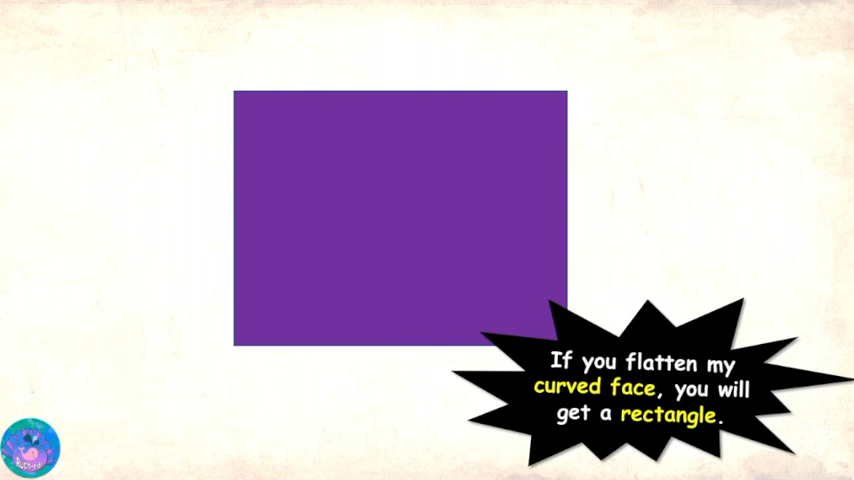 If you flatten my
curved face, you will
get a rectangle.